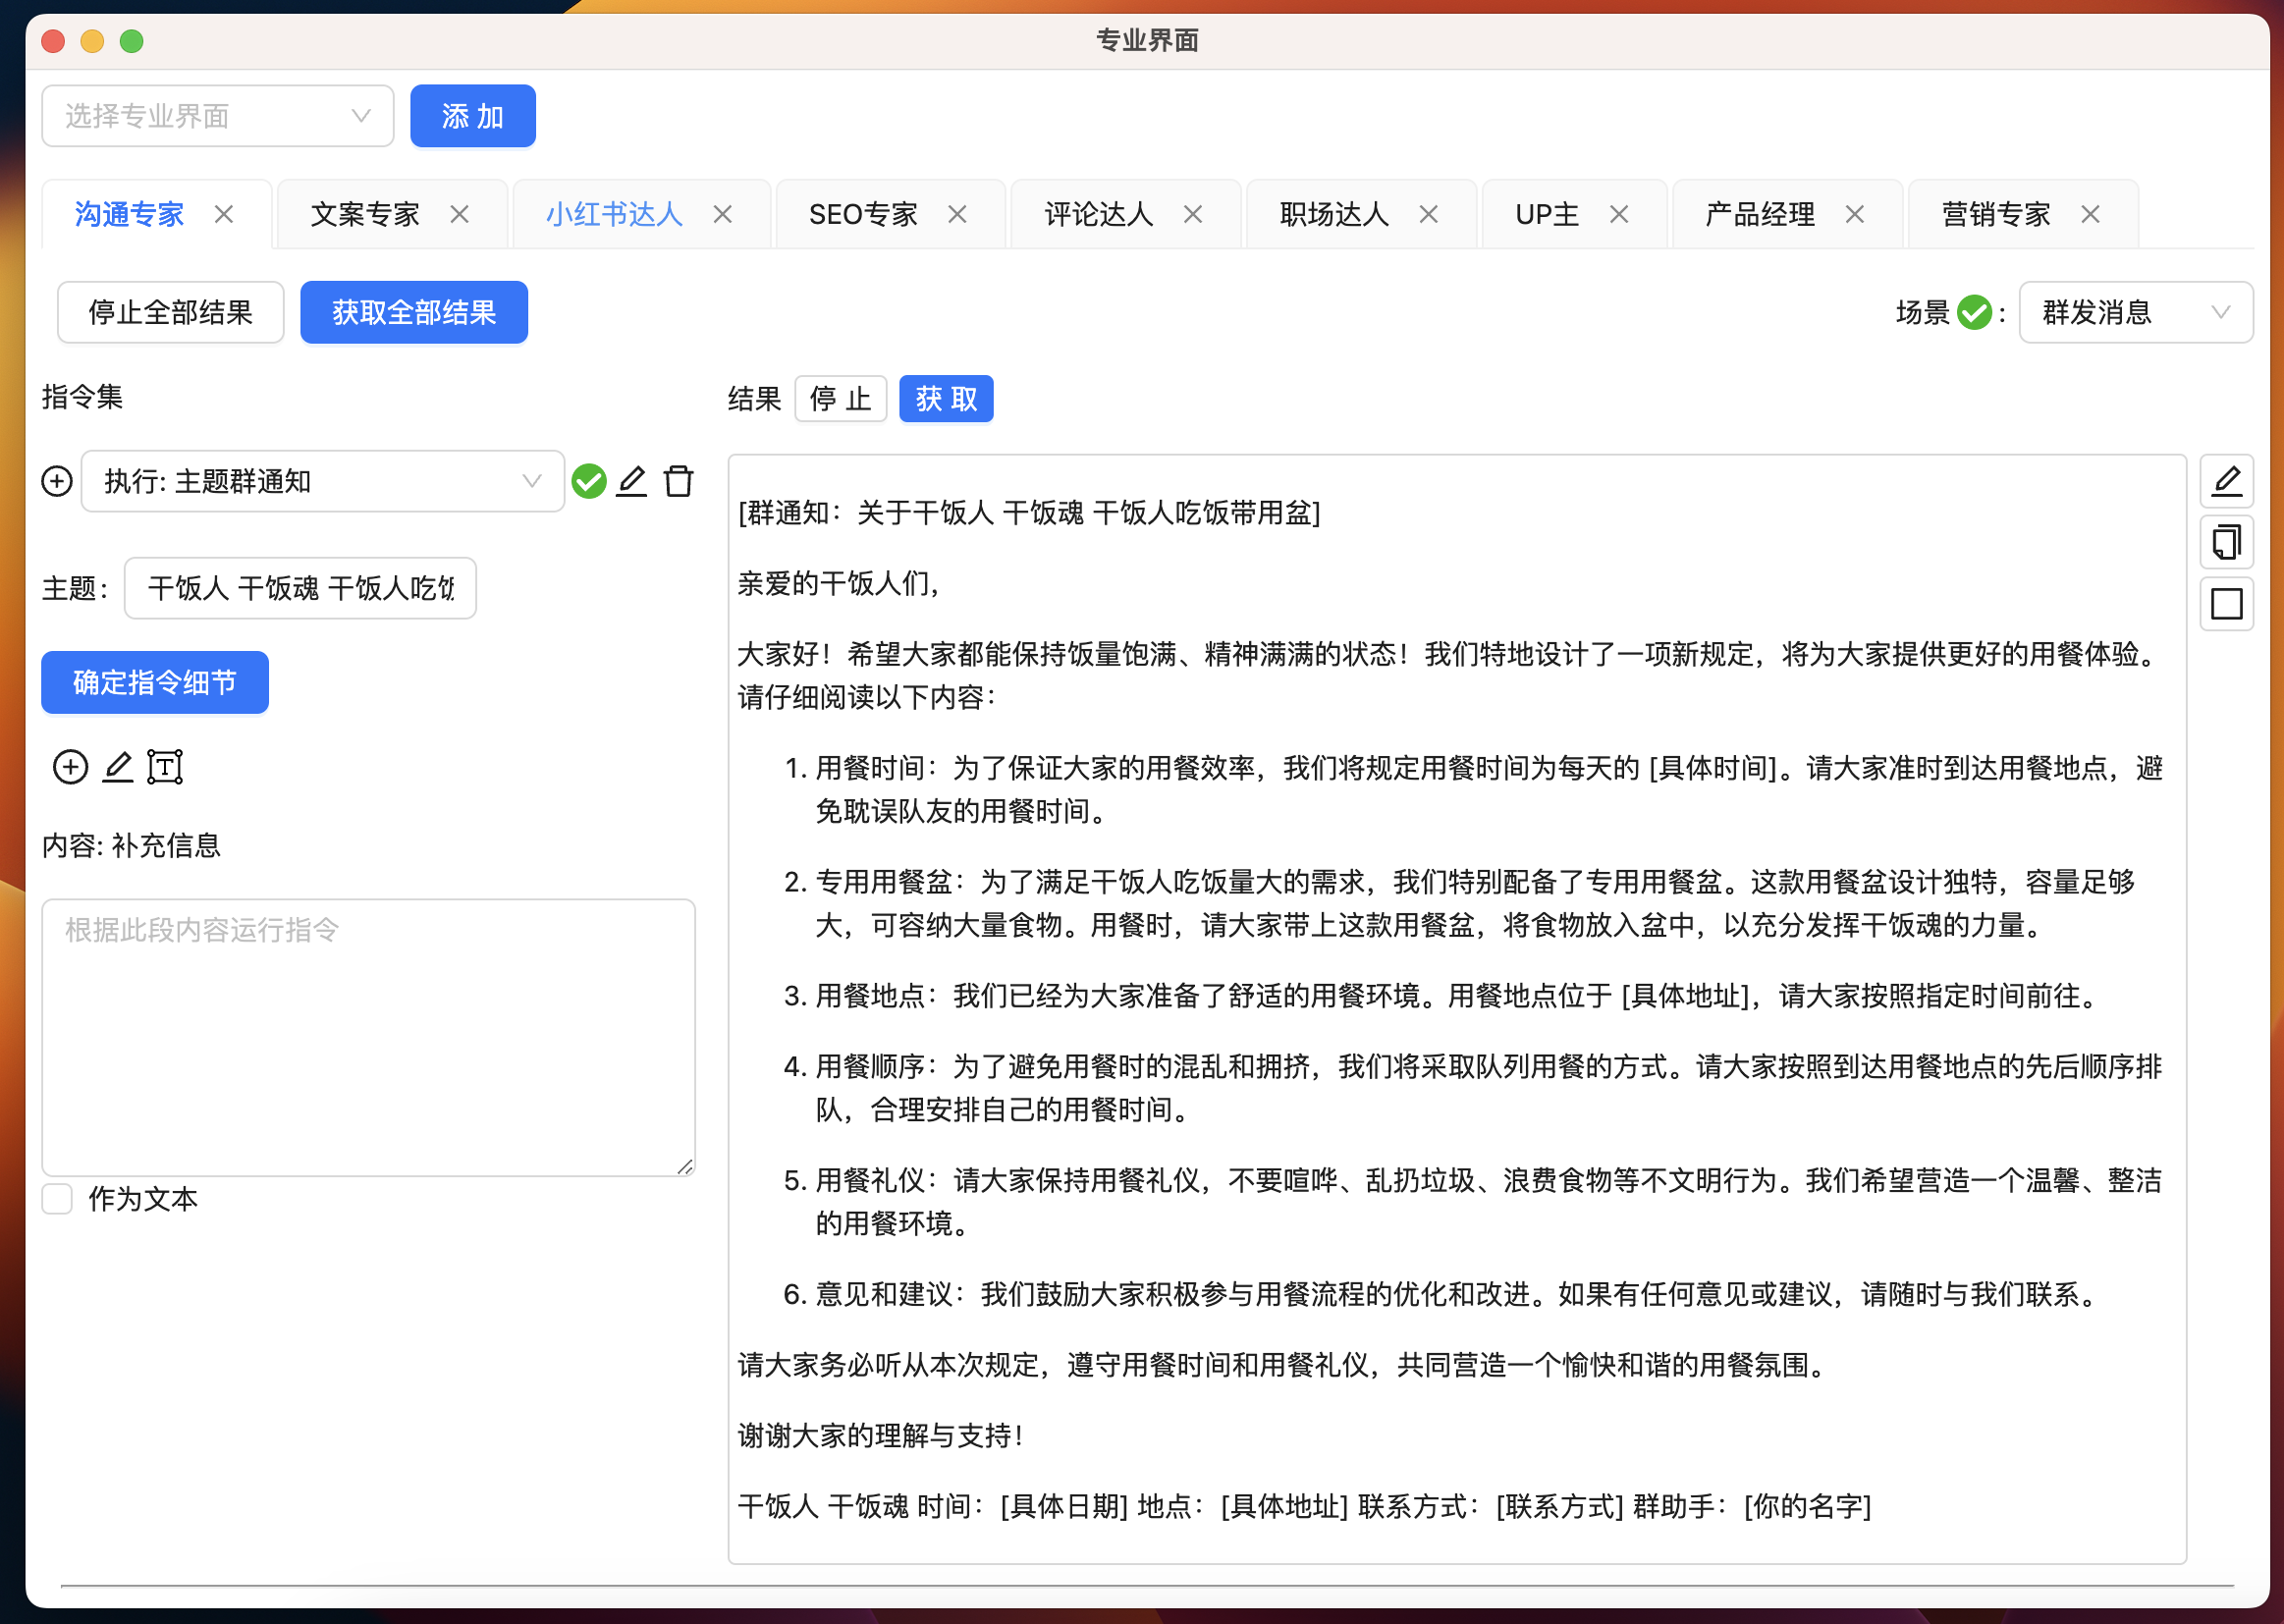 专业界面
选择专业界面
添 加
沟通专家
文案专家
小红书达人
SEO专家
评论达人
职场达人
UP主
产品经理
营销专家
停止全部结果
获取全部结果
场景 :
群发消息
指令集
结果
停 止
获 取
执行: 主题群通知
主题：
干饭人 干饭魂 干饭人吃
确定指令细节
内容: 补充信息
根据此段内容运行指令
作为文本
[群通知：关于干饭人 干饭魂 干饭人吃饭带用盆]
亲爱的干饭人们，
大家好！希望大家都能保持饭量饱满、精神满满的状态！我们特地设计了一项新规定，将为大家提供更好的用餐体验。
请仔细阅读以下内容：
1. 用餐时间：为了保证大家的用餐效率，我们将规定用餐时间为每天的 [具体时间]。请大家准时到达用餐地点，避
免耽误队友的用餐时间。
2. 专用用餐盆：为了满足干饭人吃饭量大的需求，我们特别配备了专用用餐盆。这款用餐盆设计独特，容量足够
大，可容纳大量食物。用餐时，请大家带上这款用餐盆，将食物放入盆中，以充分发挥干饭魂的力量。
3. 用餐地点：我们已经为大家准备了舒适的用餐环境。用餐地点位于 [具体地址]，请大家按照指定时间前往。
4. 用餐顺序：为了避免用餐时的混乱和拥挤，我们将采取队列用餐的方式。请大家按照到达用餐地点的先后顺序排
队，合理安排自己的用餐时间。
5. 用餐礼仪：请大家保持用餐礼仪，不要喧哗、乱扔垃圾、浪费食物等不文明行为。我们希望营造一个温馨、整洁
的用餐环境。
6. 意见和建议：我们鼓励大家积极参与用餐流程的优化和改进。如果有任何意见或建议，请随时与我们联系。
请大家务必听从本次规定，遵守用餐时间和用餐礼仪，共同营造一个愉快和谐的用餐氛围。
谢谢大家的理解与支持！
干饭人 干饭魂 时间：[具体日期] 地点：[具体地址] 联系方式：[联系方式] 群助手：[你的名字]